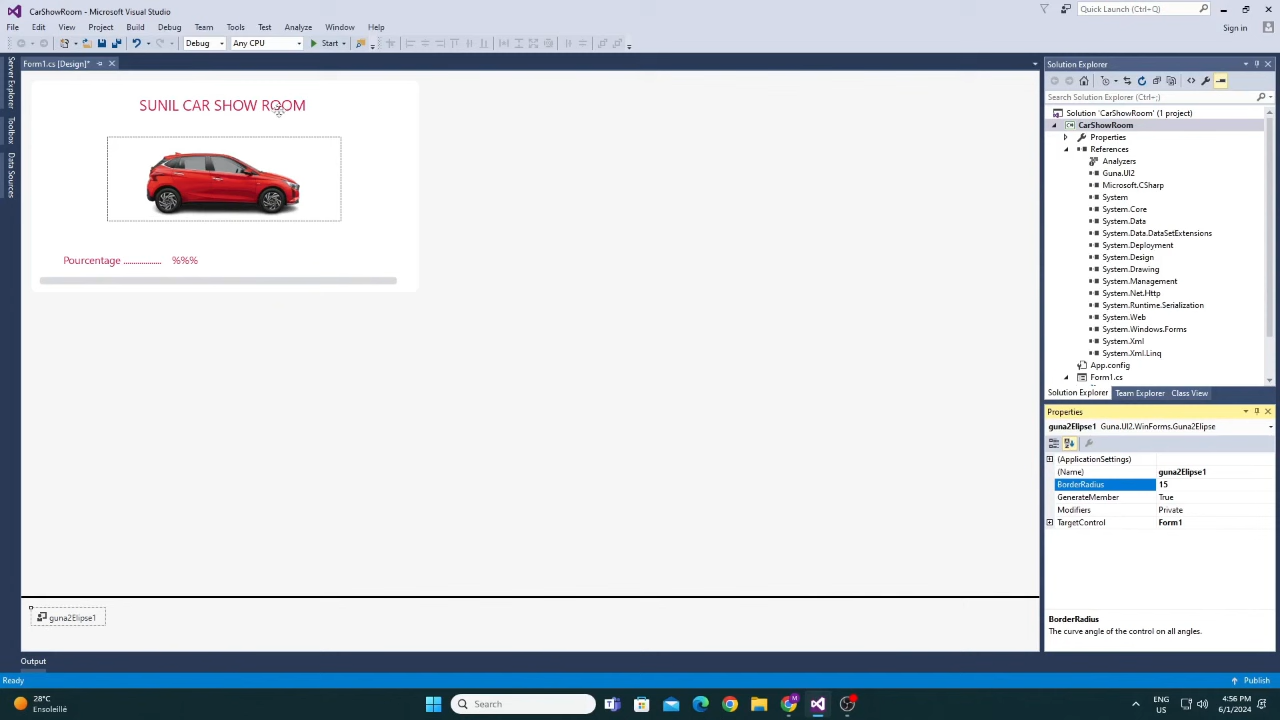 CarShowRoom - Microsoft Visual Studio
Quick Launch (Ctrl+Q)
File Edit View Project Build Debug Team Tools Test Analyze Window Help
Sign in
Debug Any CPU Start
Server Explorer
Toolbox
Data Sources
Form1.cs [Design]*
SUNIL CAR SHOW ROOM
Pourcentage .................. %%%
guna2Elipse1
Output
Solution Explorer
Search Solution Explorer (Ctrl+;)
Solution 'CarShowRoom' (1 project)
CarShowRoom
Properties
References
Analyzers
Guna.UI2
Microsoft.CSharp
System
System.Core
System.Data
System.Data.DataSetExtensions
System.Deployment
System.Design
System.Drawing
System.Management
System.Net.Http
System.Runtime.Serialization
System.Web
System.Windows.Forms
System.Xml
System.Xml.Linq
App.config
Form1.cs
Solution Explorer Team Explorer Class View
Properties
guna2Elipse1 Guna.UI2.WinForms.Guna2Elipse
(ApplicationSettings)
(Name) guna2Elipse1
BorderRadius 15
GenerateMember True
Modifiers Private
TargetControl Form1
BorderRadius
The curve angle of the control on all angles.
Ready
Publish
28°C
Ensoleillé
Search
ENG
US
4:56 PM
6/1/2024